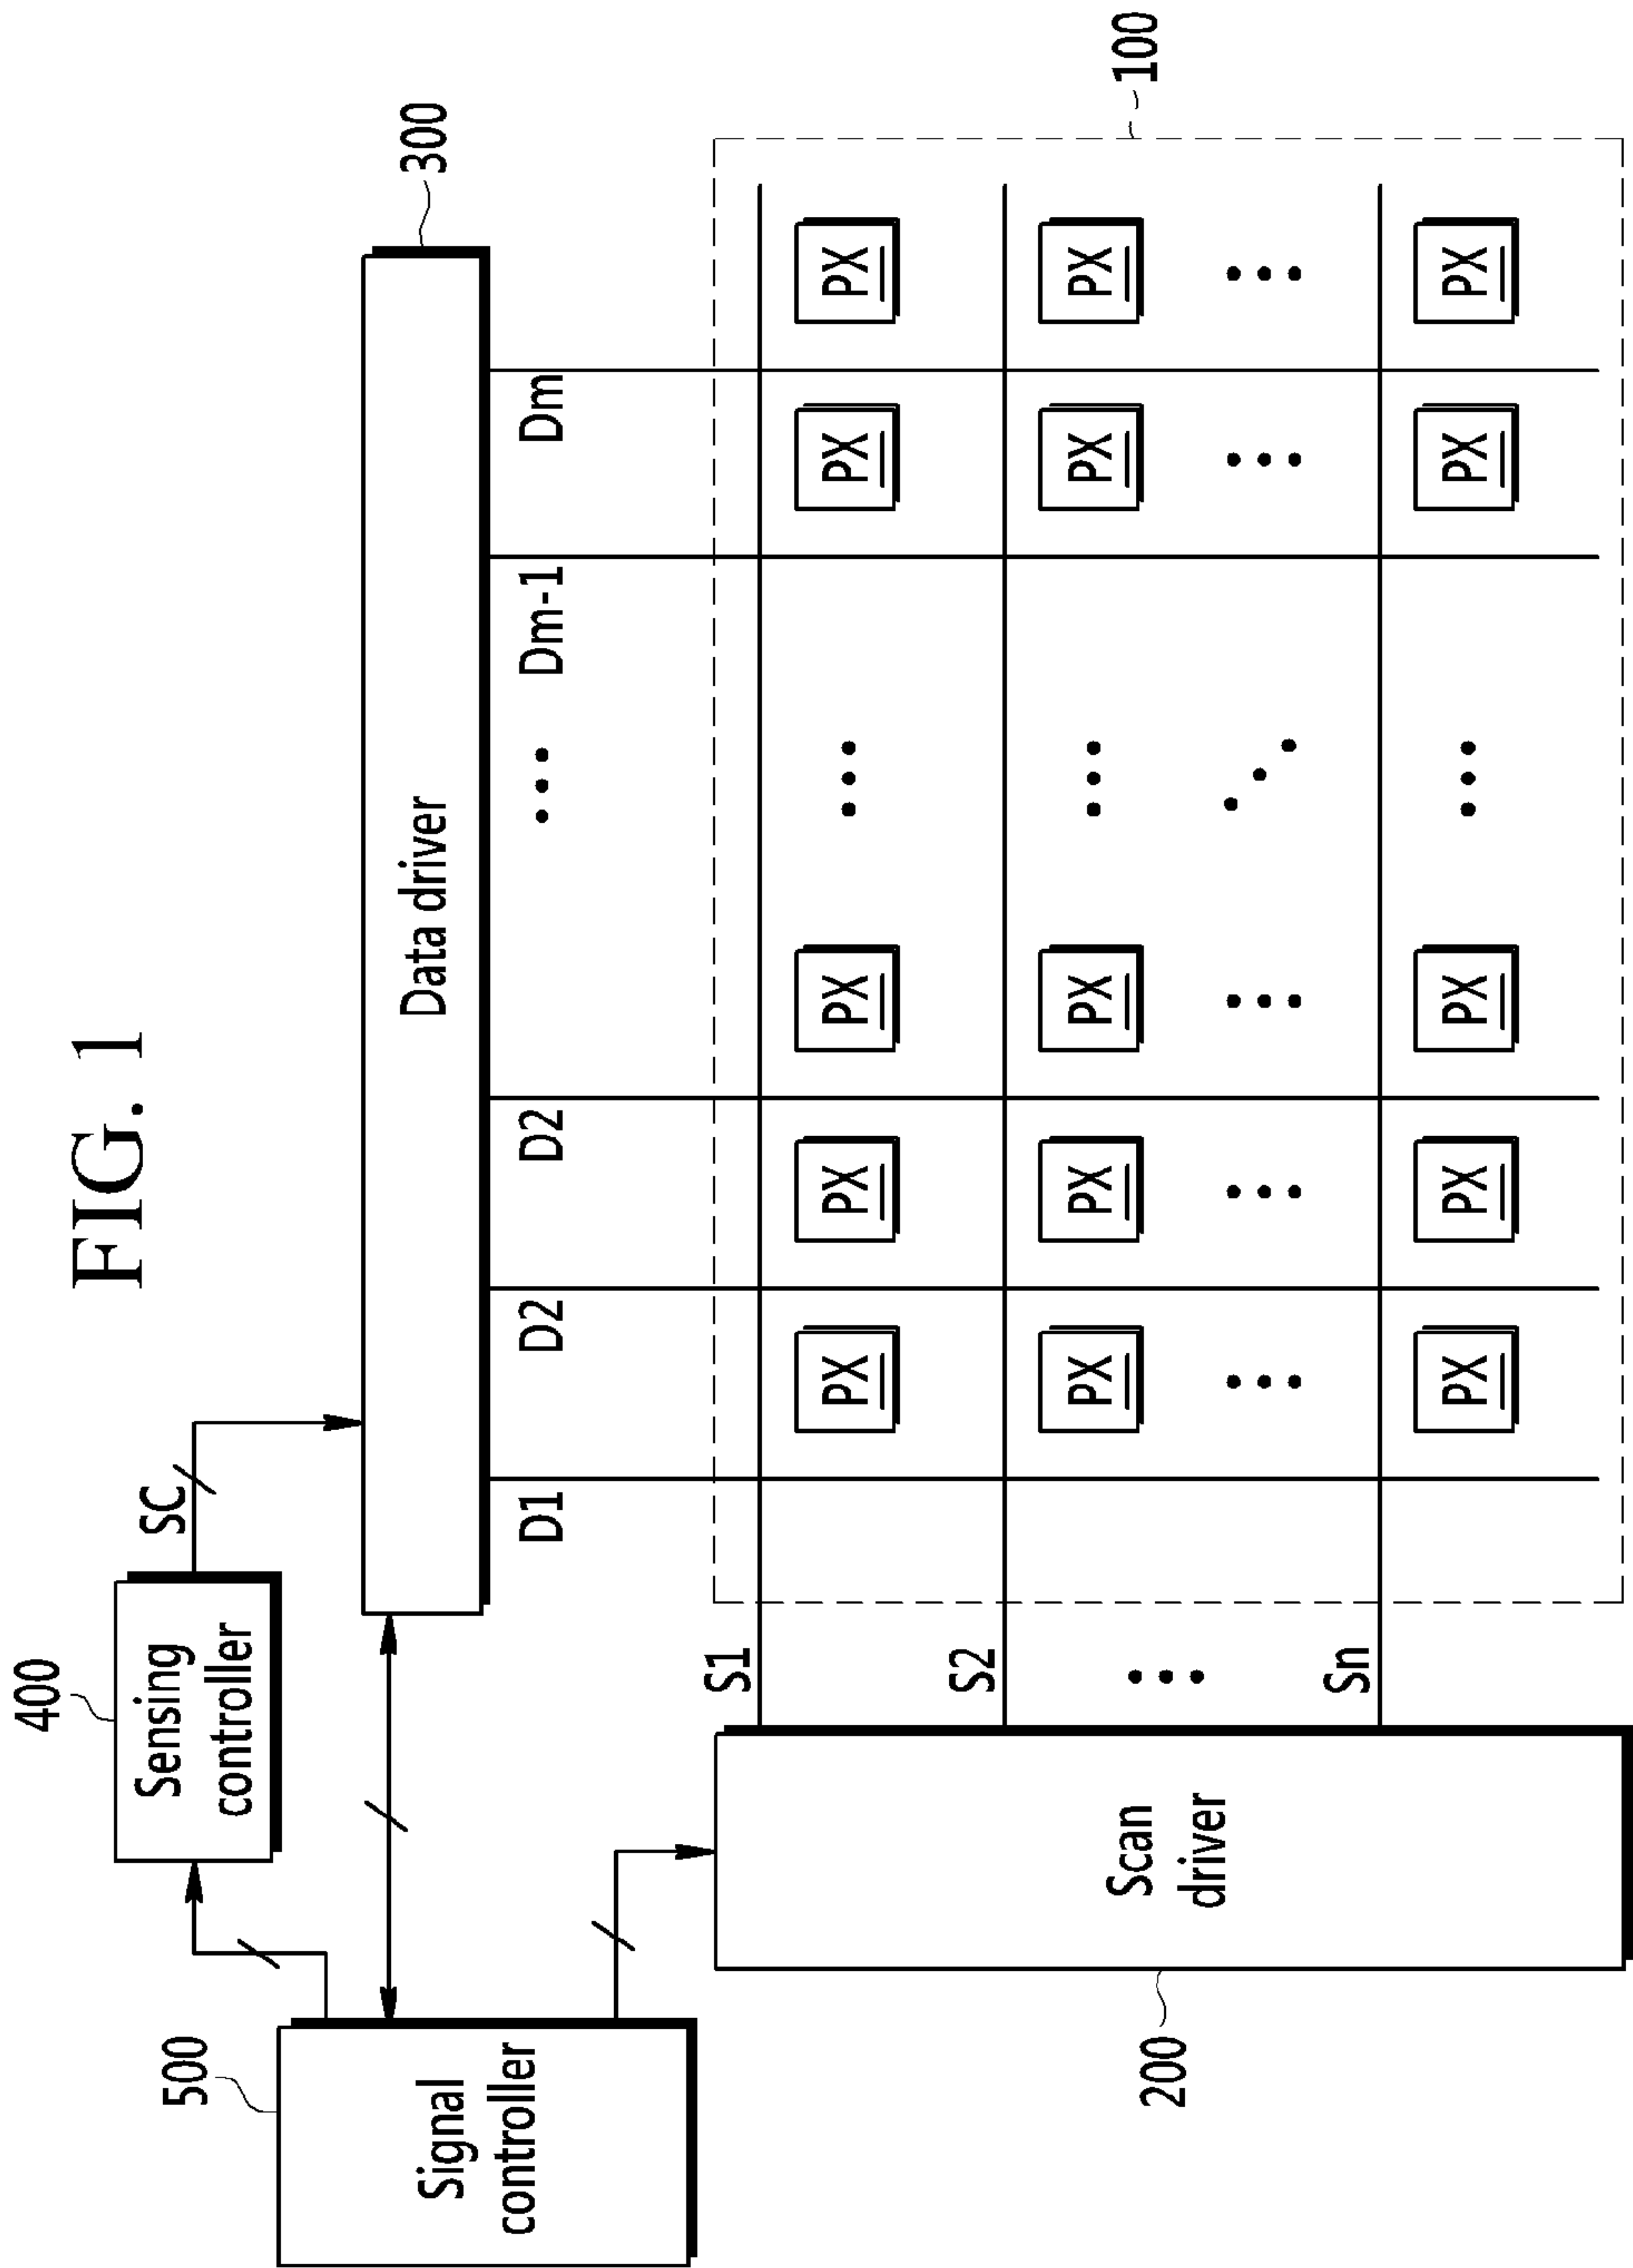 FIG. 1
400
Sensing
controller
SC
500
Signal
controller
Data driver
300
D1
D2
D2
...
Dm-1
Dm
S1
PX PX PX ... PX PX
100
S2
PX PX PX ... PX PX
...
Sn
PX PX PX ... PX PX
Scan
driver
200